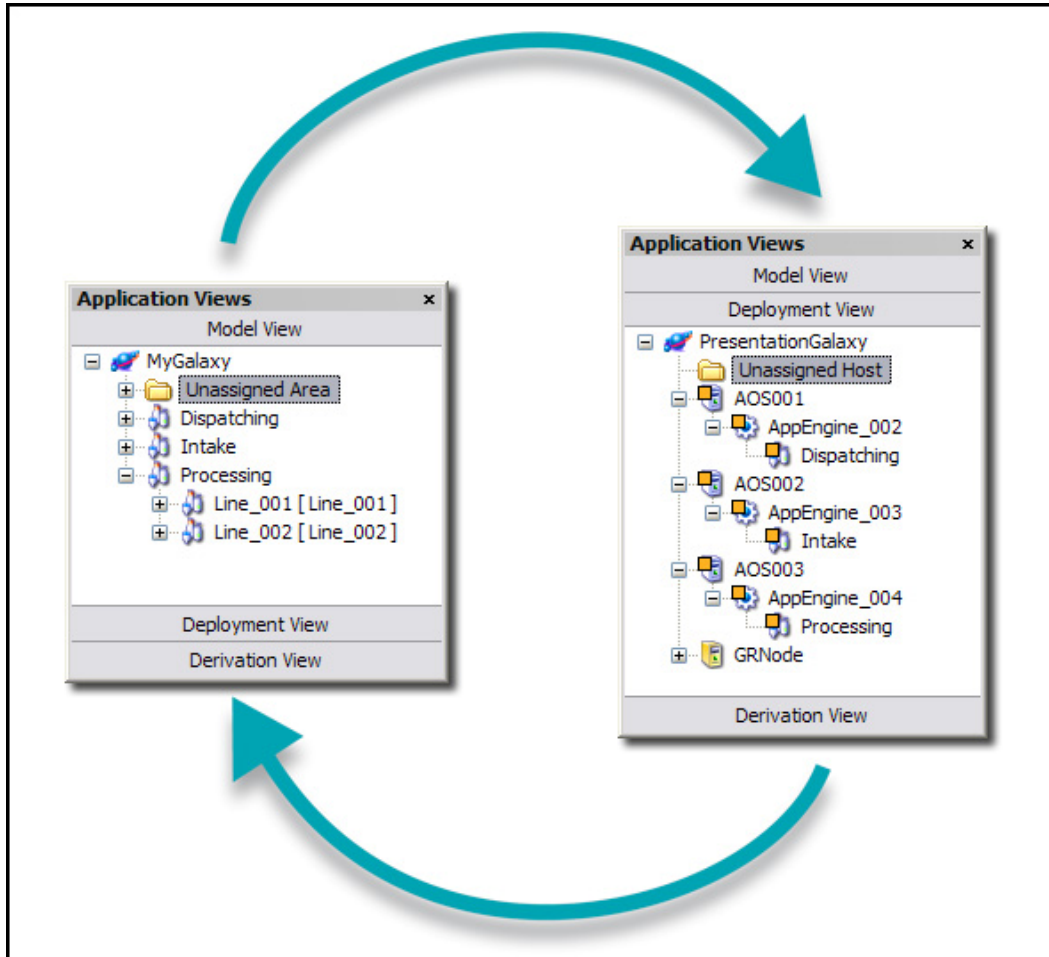 Application Views
Model View
MyGalaxy
Unassigned Area
Dispatching
Intake
Processing
Line_001 [ Line_001 ]
Line_002 [ Line_002 ]
Deployment View
Derivation View
Application Views
Model View
Deployment View
PresentationGalaxy
Unassigned Host
AOS001
AppEngine_002
Dispatching
AOS002
AppEngine_003
Intake
AOS003
AppEngine_004
Processing
GRNode
Derivation View